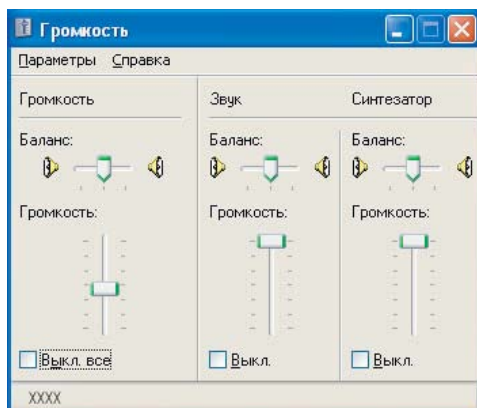 Громкость
Параметры Справка
Громкость Звук Синтезатор
Баланс: Баланс: Баланс:
Громкость: Громкость: Громкость:
Выкл. все Выкл. Выкл.
XXXX